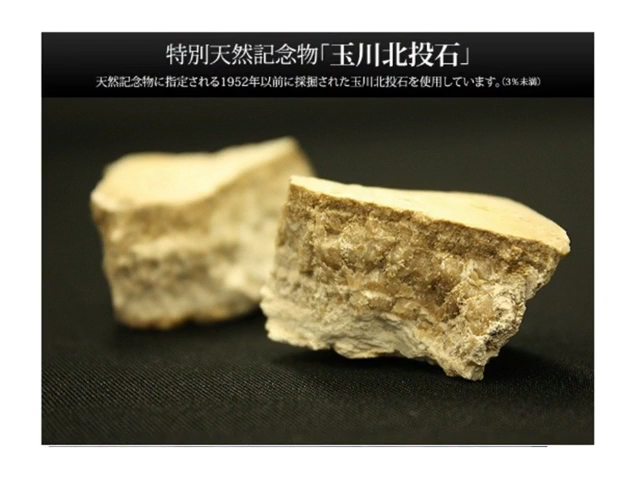 特別天然記念物「玉川北投石」
天然記念物に指定される1952年以前に採掘された玉川北投石を使用しています。（3％未満）